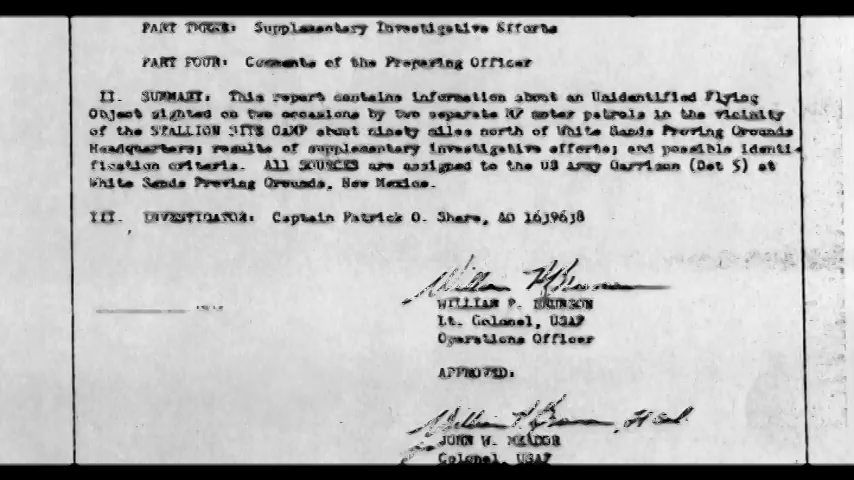 PART THREE: Supplementary Investigative Efforts
PART FOUR: Comments of the Preparing Officer
II. SUMMARY: This report contains information about an Unidentified Flying
Object sighted on two occasions by two separate MP motor patrols in the vicinity
of the STALLION SITE CAMP about ninety miles north of White Sands Proving Grounds
Headquarters; results of supplementary investigative efforts; and possible identi-
fication criteria. All SOURCES are assigned to the US Army Garrison (Det 5) at
White Sands Proving Grounds, New Mexico.
III. INVESTIGATOR: Captain Patrick O. Shere, AO 1639638
WILLIAM P. BRUNSON
Lt. Colonel, USAF
Operations Officer
APPROVED:
JOHN W. MEADOR
Colonel, USAF